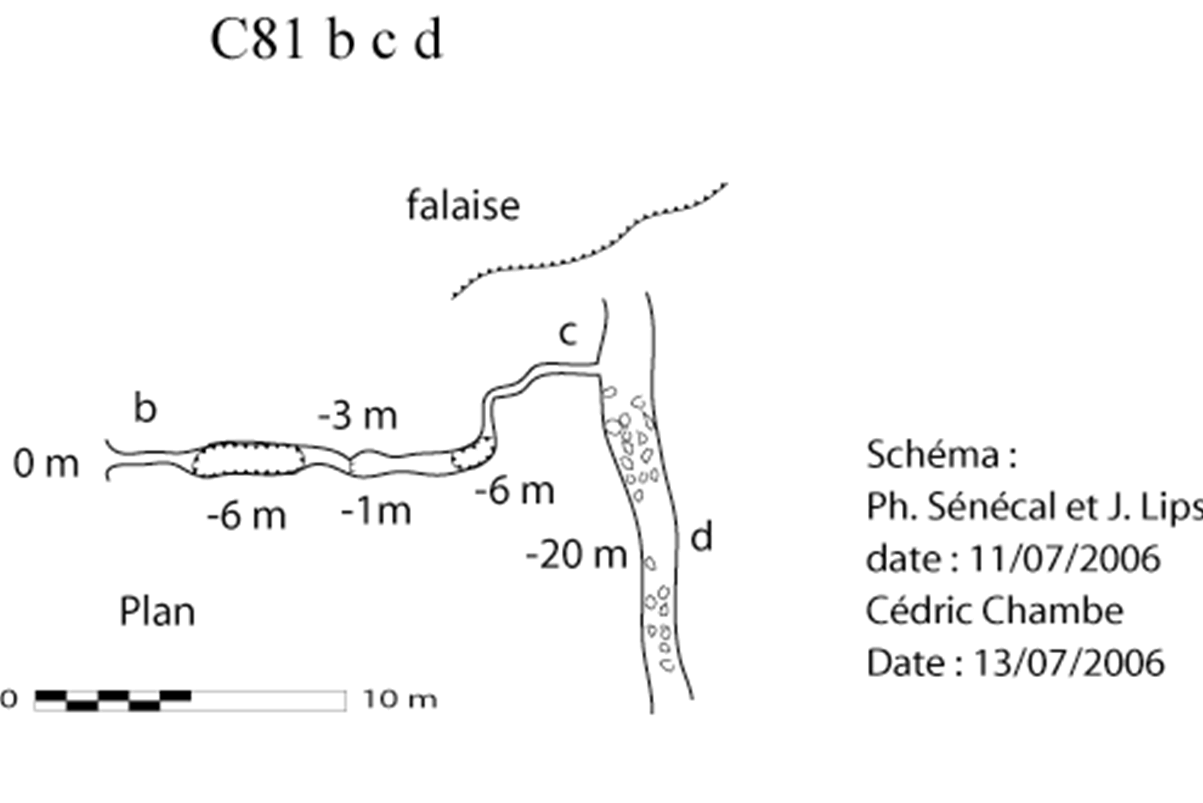 C81 b c d
falaise
c
b
-3 m
0 m
-6 m
-6 m
-1m
-20 m
d
Plan
0
10 m
Schéma :
Ph. Sénécal et J. Lips
date : 11/07/2006
Cédric Chambe
Date : 13/07/2006